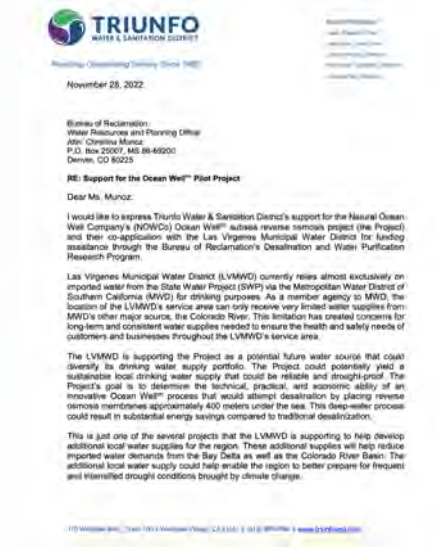 TRIUNFO
WATER & SANITATION DISTRICT
November 28, 2022
Bureau of Reclamation
Water Resources and Planning Office
Attn: Christina Munoz
P.O. Box 25007, MS 86-69200
Denver, CO 80225
RE: Support for the Ocean Well℠ Pilot Project
Dear Ms. Munoz:
I would like to express Triunfo Water & Sanitation District's support for the Natural Ocean
Well Company's (NOWCo) Ocean Well℠ subsea reverse osmosis project (the Project)
and their co-application with the Las Virgenes Municipal Water District for funding
assistance through the Bureau of Reclamation's Desalination and Water Purification
Research Program.
Las Virgenes Municipal Water District (LVMWD) currently relies almost exclusively on
imported water from the State Water Project (SWP) via the Metropolitan Water District of
Southern California (MWD) for drinking purposes. As a member agency to MWD, the
location of the LVMWD's service area can only receive very limited water supplies from
MWD's other major source, the Colorado River. This limitation has created concerns for
long-term and consistent water supplies needed to ensure the health and safety needs of
customers and businesses throughout the LVMWD's service area.
The LVMWD is supporting the Project as a potential future water source that could
diversify its drinking water supply portfolio. The Project could potentially yield a
sustainable local drinking water supply that could be reliable and drought-proof. The
Project's goal is to determine the technical, practical, and economic ability of an
innovative Ocean Well℠ process that would attempt desalination by placing reverse
osmosis membranes approximately 400 meters under the sea. This deep-water process
could result in substantial energy savings compared to traditional desalinization.
This is just one of the several projects that the LVMWD is supporting to help develop
additional local water supplies for the region. These additional supplies will help reduce
imported water demands from the Bay Delta as well as the Colorado River Basin. The
additional local water supply could help enable the region to better prepare for frequent
and intensified drought conditions brought by climate change.